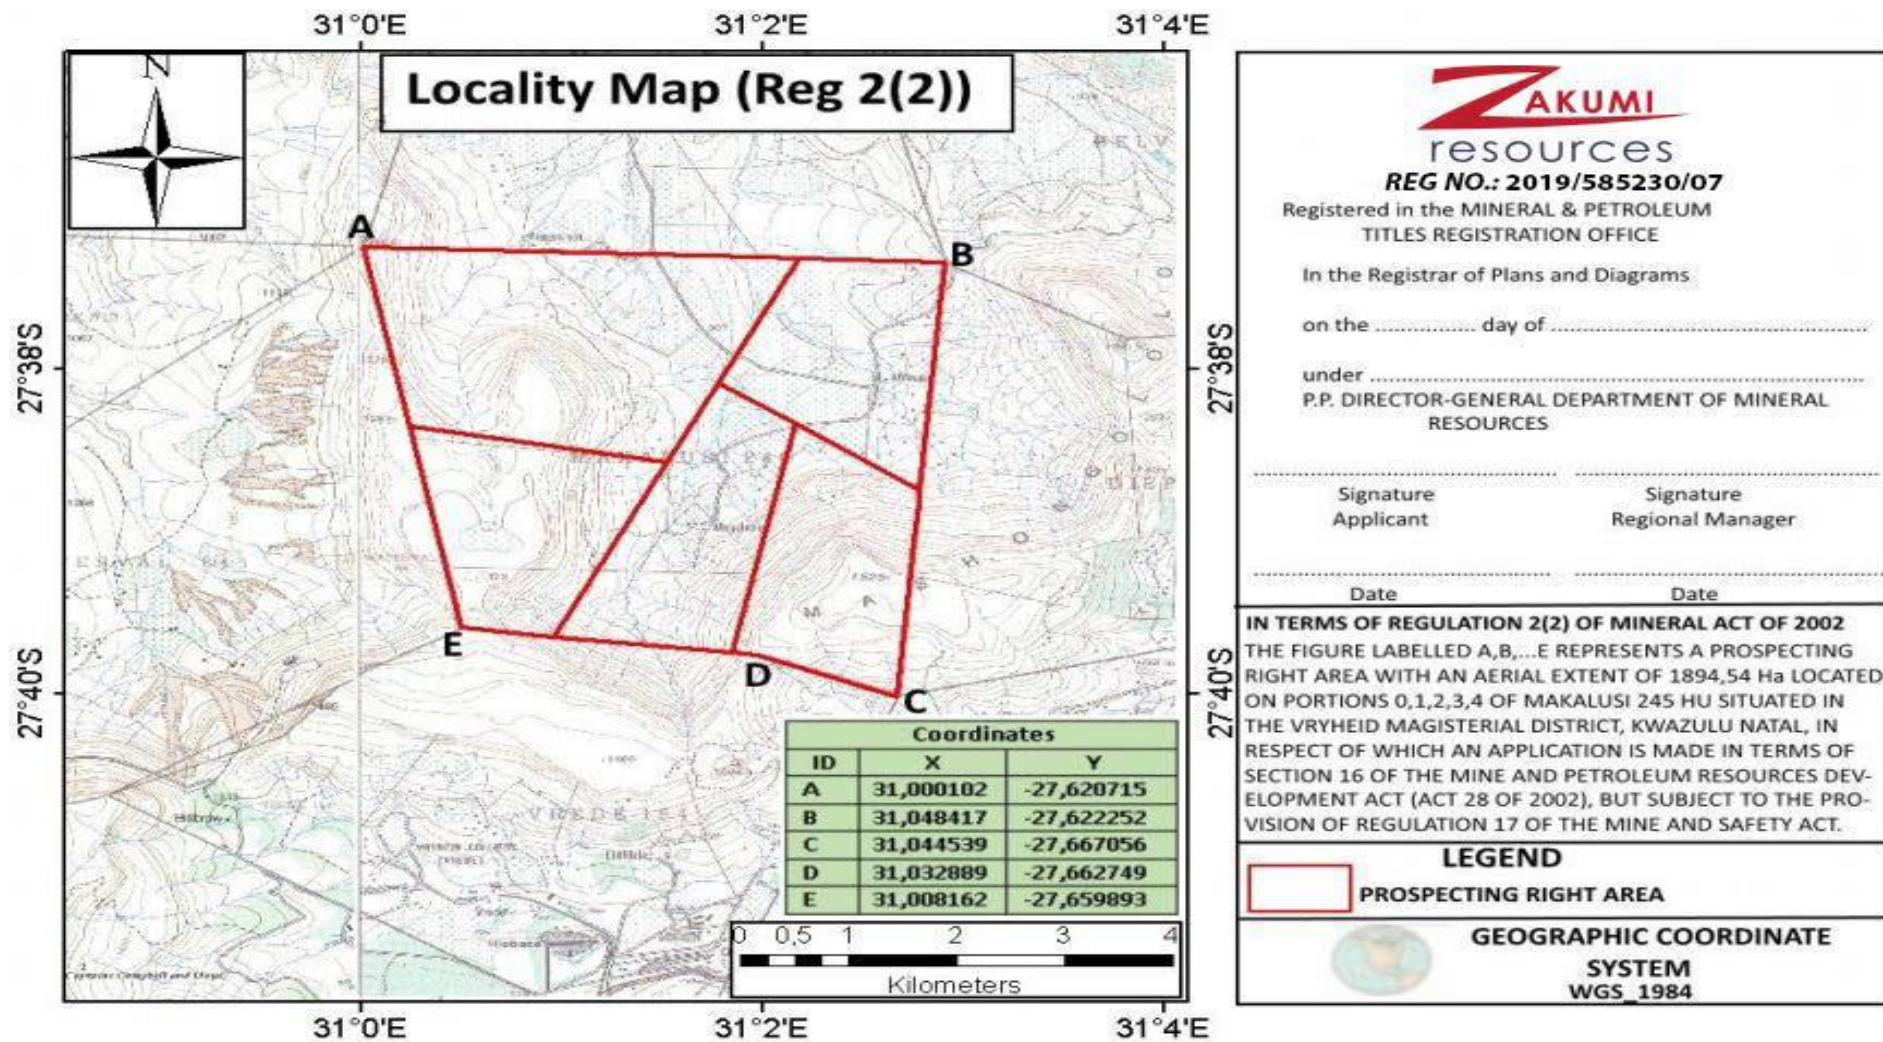 31°0'E 31°2'E 31°4'E
N
Locality Map (Reg 2(2))
A
B
27°38'S
27°38'S
E
D
C
27°40'S
27°40'S
VREDE
Coordinates
ID X Y
A 31,000102 -27,620715
B 31,048417 -27,622252
C 31,044539 -27,667056
D 31,032889 -27,662749
E 31,008162 -27,659893
0 0,5 1 2 3 4
Kilometers
31°0'E 31°2'E 31°4'E
ZAKUMI
resources
REG NO.: 2019/585230/07
Registered in the MINERAL & PETROLEUM
TITLES REGISTRATION OFFICE
In the Registrar of Plans and Diagrams
on the ................ day of ..................................................
under ..................................................................................
P.P. DIRECTOR-GENERAL DEPARTMENT OF MINERAL
RESOURCES
Signature Signature
Applicant Regional Manager
Date Date
IN TERMS OF REGULATION 2(2) OF MINERAL ACT OF 2002
THE FIGURE LABELLED A,B,...E REPRESENTS A PROSPECTING
RIGHT AREA WITH AN AERIAL EXTENT OF 1894,54 Ha LOCATED
ON PORTIONS 0,1,2,3,4 OF MAKALUSI 245 HU SITUATED IN
THE VRYHEID MAGISTERIAL DISTRICT, KWAZULU NATAL, IN
RESPECT OF WHICH AN APPLICATION IS MADE IN TERMS OF
SECTION 16 OF THE MINE AND PETROLEUM RESOURCES DEV-
ELOPMENT ACT (ACT 28 OF 2002), BUT SUBJECT TO THE PRO-
VISION OF REGULATION 17 OF THE MINE AND SAFETY ACT.
LEGEND
PROSPECTING RIGHT AREA
GEOGRAPHIC COORDINATE
SYSTEM
WGS_1984